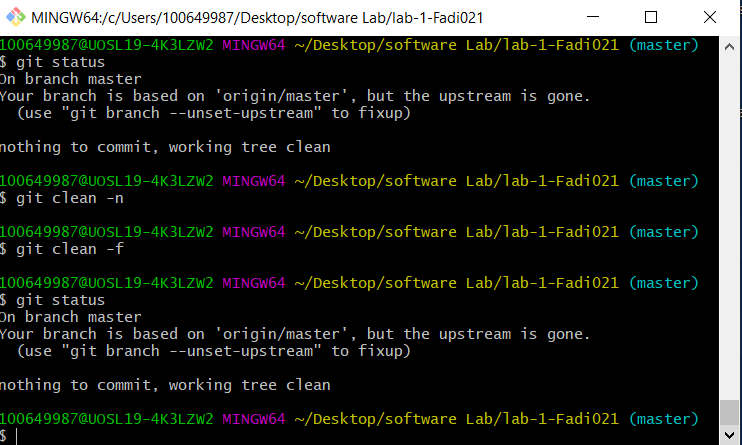 MINGW64:/c/Users/100649987/Desktop/software Lab/lab-1-Fadi021
100649987@UOSL19-4K3LZW2 MINGW64 ~/Desktop/software Lab/lab-1-Fadi021 (master)
$ git status
On branch master
Your branch is based on 'origin/master', but the upstream is gone.
  (use "git branch --unset-upstream" to fixup)
nothing to commit, working tree clean
100649987@UOSL19-4K3LZW2 MINGW64 ~/Desktop/software Lab/lab-1-Fadi021 (master)
$ git clean -n
100649987@UOSL19-4K3LZW2 MINGW64 ~/Desktop/software Lab/lab-1-Fadi021 (master)
$ git clean -f
100649987@UOSL19-4K3LZW2 MINGW64 ~/Desktop/software Lab/lab-1-Fadi021 (master)
$ git status
On branch master
Your branch is based on 'origin/master', but the upstream is gone.
  (use "git branch --unset-upstream" to fixup)
nothing to commit, working tree clean
100649987@UOSL19-4K3LZW2 MINGW64 ~/Desktop/software Lab/lab-1-Fadi021 (master)
$